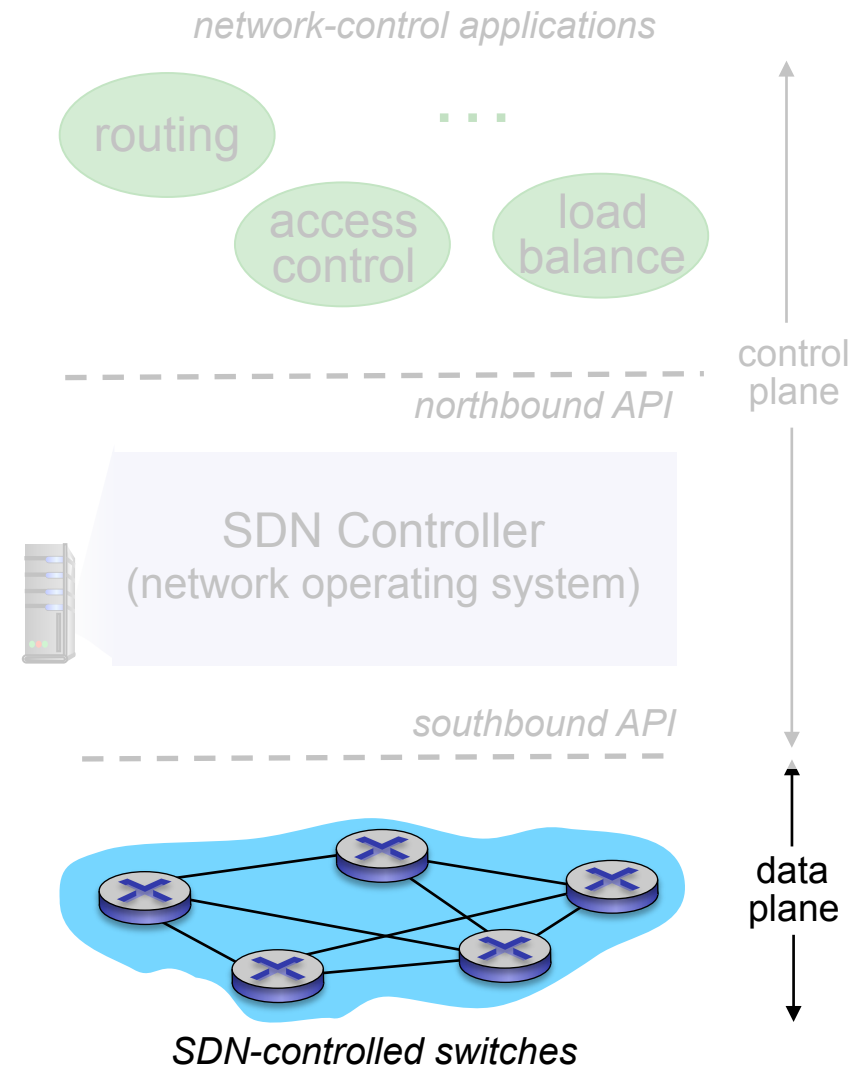 network-control applications
routing
...
access
control
load
balance
control
plane
northbound API
SDN Controller
(network operating system)
southbound API
data
plane
SDN-controlled switches